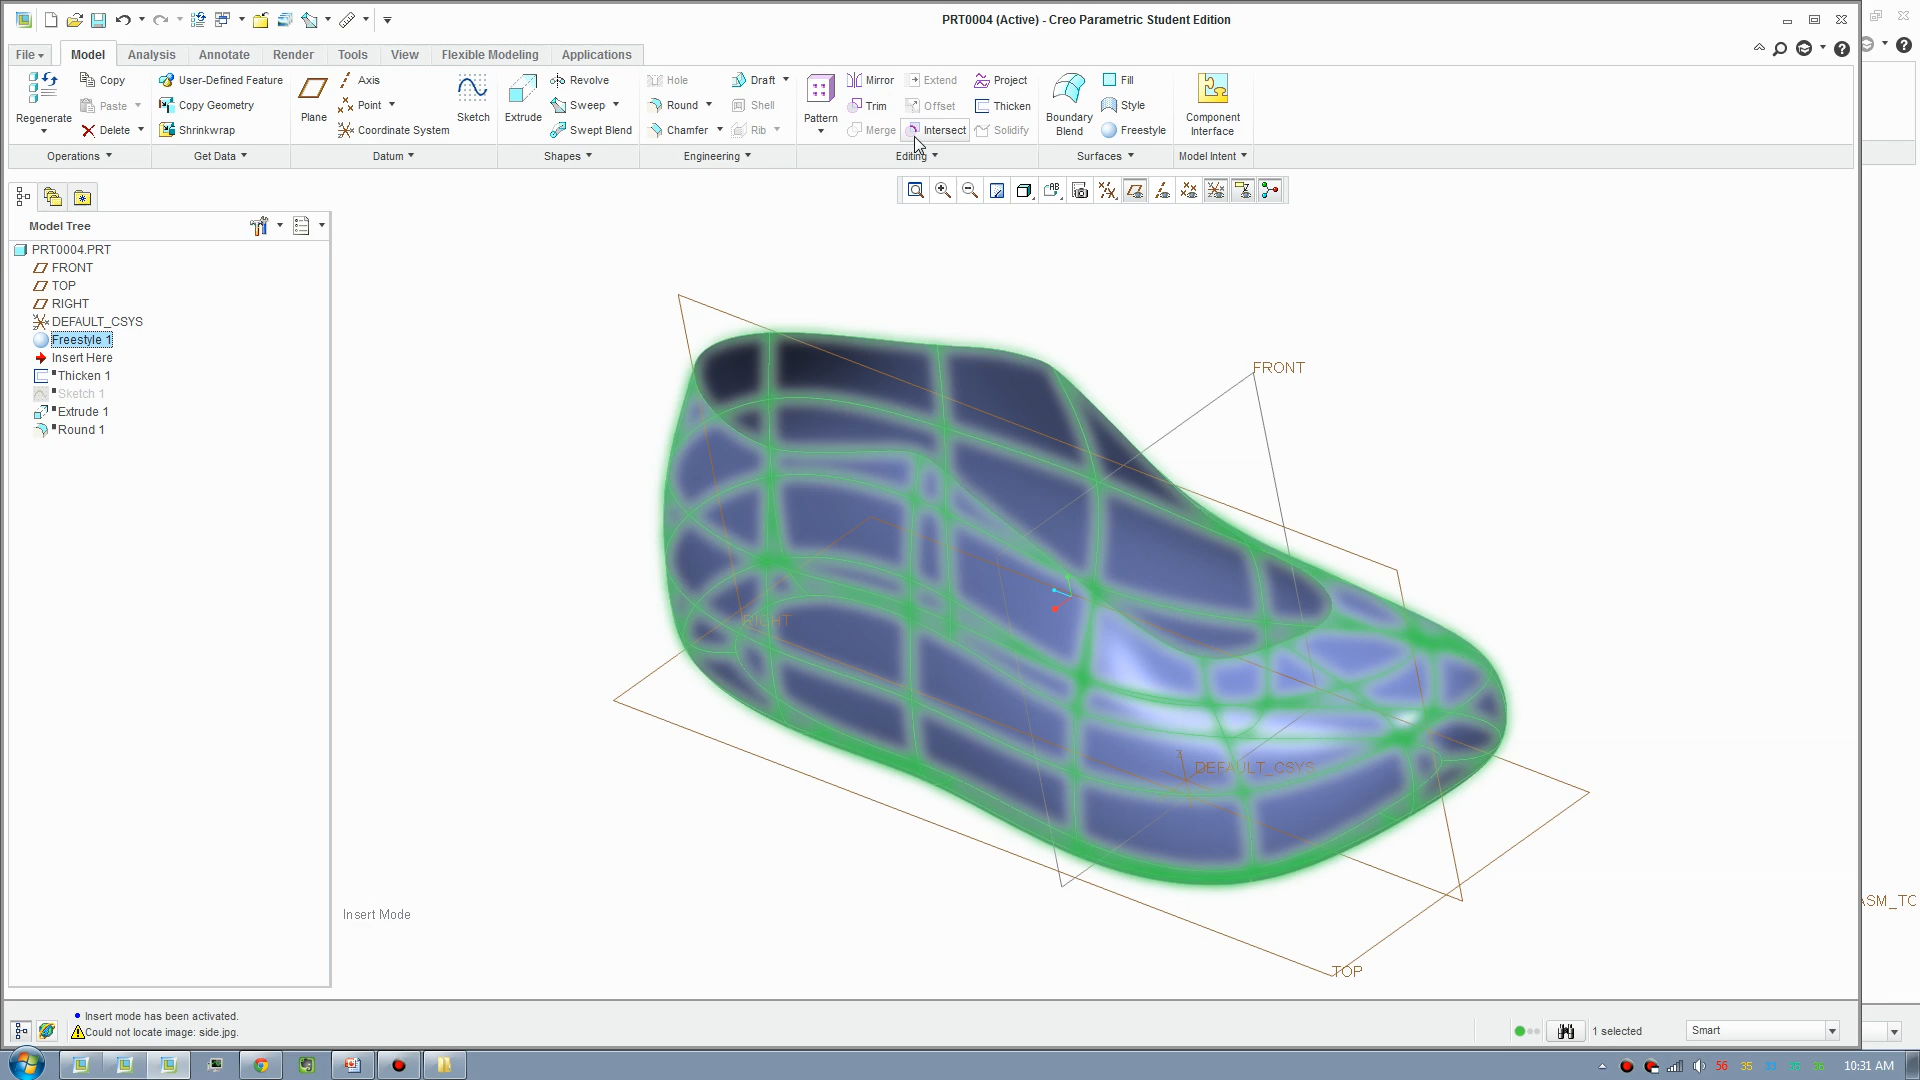 PRT0004 (Active) - Creo Parametric Student Edition
File Model Analysis Annotate Render Tools View Flexible Modeling Applications
Regenerate
Copy
Paste
Delete
Operations
User-Defined Feature
Copy Geometry
Shrinkwrap
Get Data
Plane
Axis
Point
Coordinate System
Sketch
Datum
Extrude
Revolve
Sweep
Swept Blend
Shapes
Hole
Round
Chamfer
Draft
Shell
Rib
Engineering
Pattern
Mirror
Trim
Merge
Extend
Offset
Intersect
Project
Thicken
Solidify
Editing
Boundary
Blend
Fill
Style
Freestyle
Surfaces
Component
Interface
Model Intent
Model Tree
PRT0004.PRT
FRONT
TOP
RIGHT
DEFAULT_CSYS
Freestyle 1
Insert Here
Thicken 1
Sketch 1
Extrude 1
Round 1
FRONT
RIGHT
Z
DEFAULT_CSYS
TOP
ASM_TO
Insert Mode
Insert mode has been activated.
Could not locate image: side.jpg.
1 selected
Smart
56 35
10:31 AM